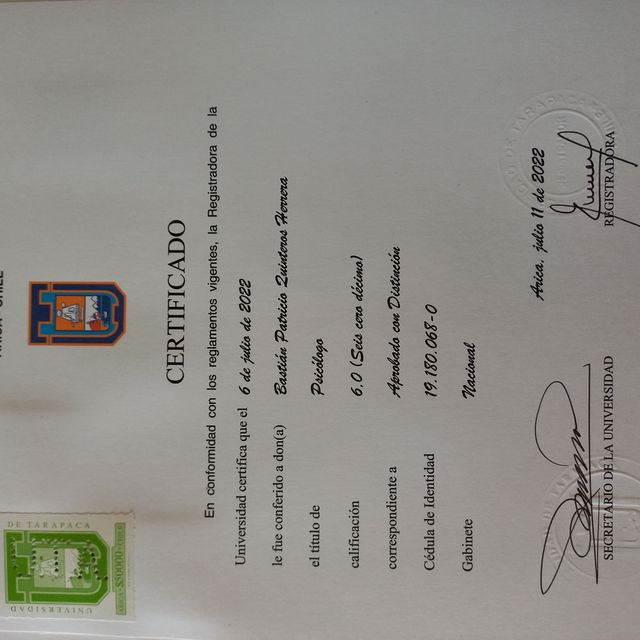 CERTIFICADO
En conformidad con los reglamentos vigentes, la Registradora de la
Universidad certifica que el 6 de julio de 2022
le fue conferido a don(a) Bastián Patricio Quinteros Herrera
el título de Psicólogo
calificación 6,0 (Seis cero décimo)
correspondiente a Aprobado con Distinción
Cédula de Identidad 19.180.068-0
Gabinete Nacional
Arica, julio 11 de 2022
SECRETARIO DE LA UNIVERSIDAD REGISTRADORA
UNIVERSIDAD
DE TARAPACA